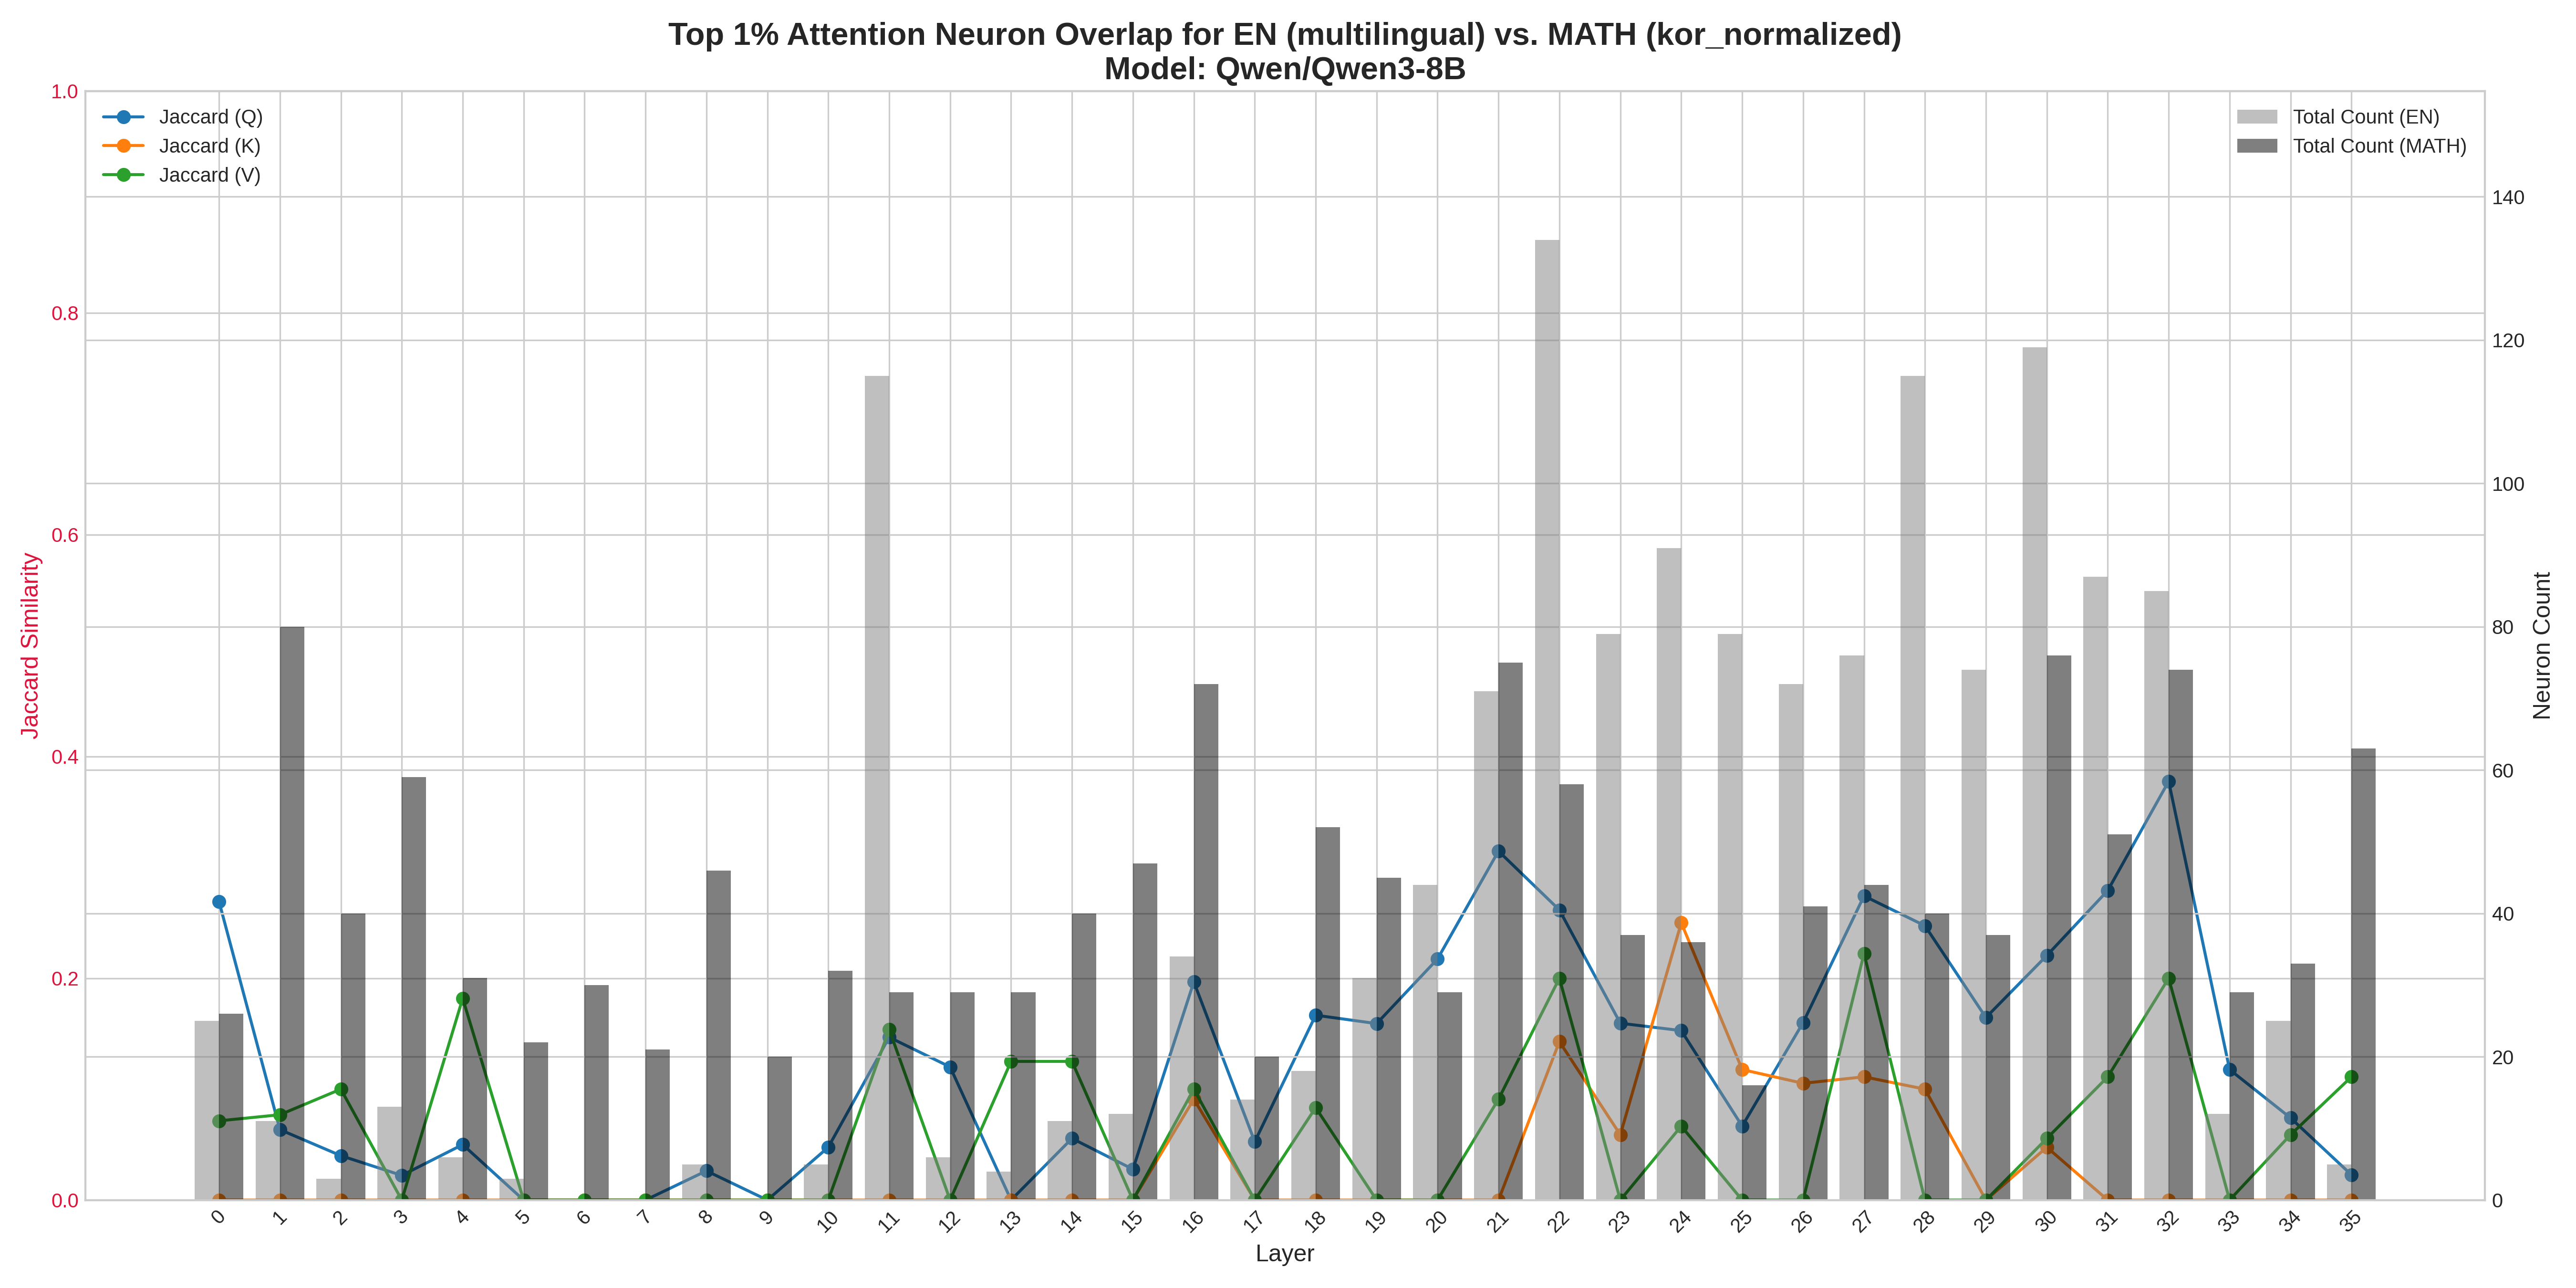 Top 1% Attention Neuron Overlap for EN (multilingual) vs. MATH (kor_normalized)
Model: Qwen/Qwen3-8B
Jaccard (Q)
Jaccard (K)
Jaccard (V)
Total Count (EN)
Total Count (MATH)
Jaccard Similarity
1.0
0.8
0.6
0.4
0.2
0.0
Neuron Count
140
120
100
80
60
40
20
0
0 1 2 3 4 5 6 7 8 9 10 11 12 13 14 15 16 17 18 19 20 21 22 23 24 25 26 27 28 29 30 31 32 33 34 35
Layer